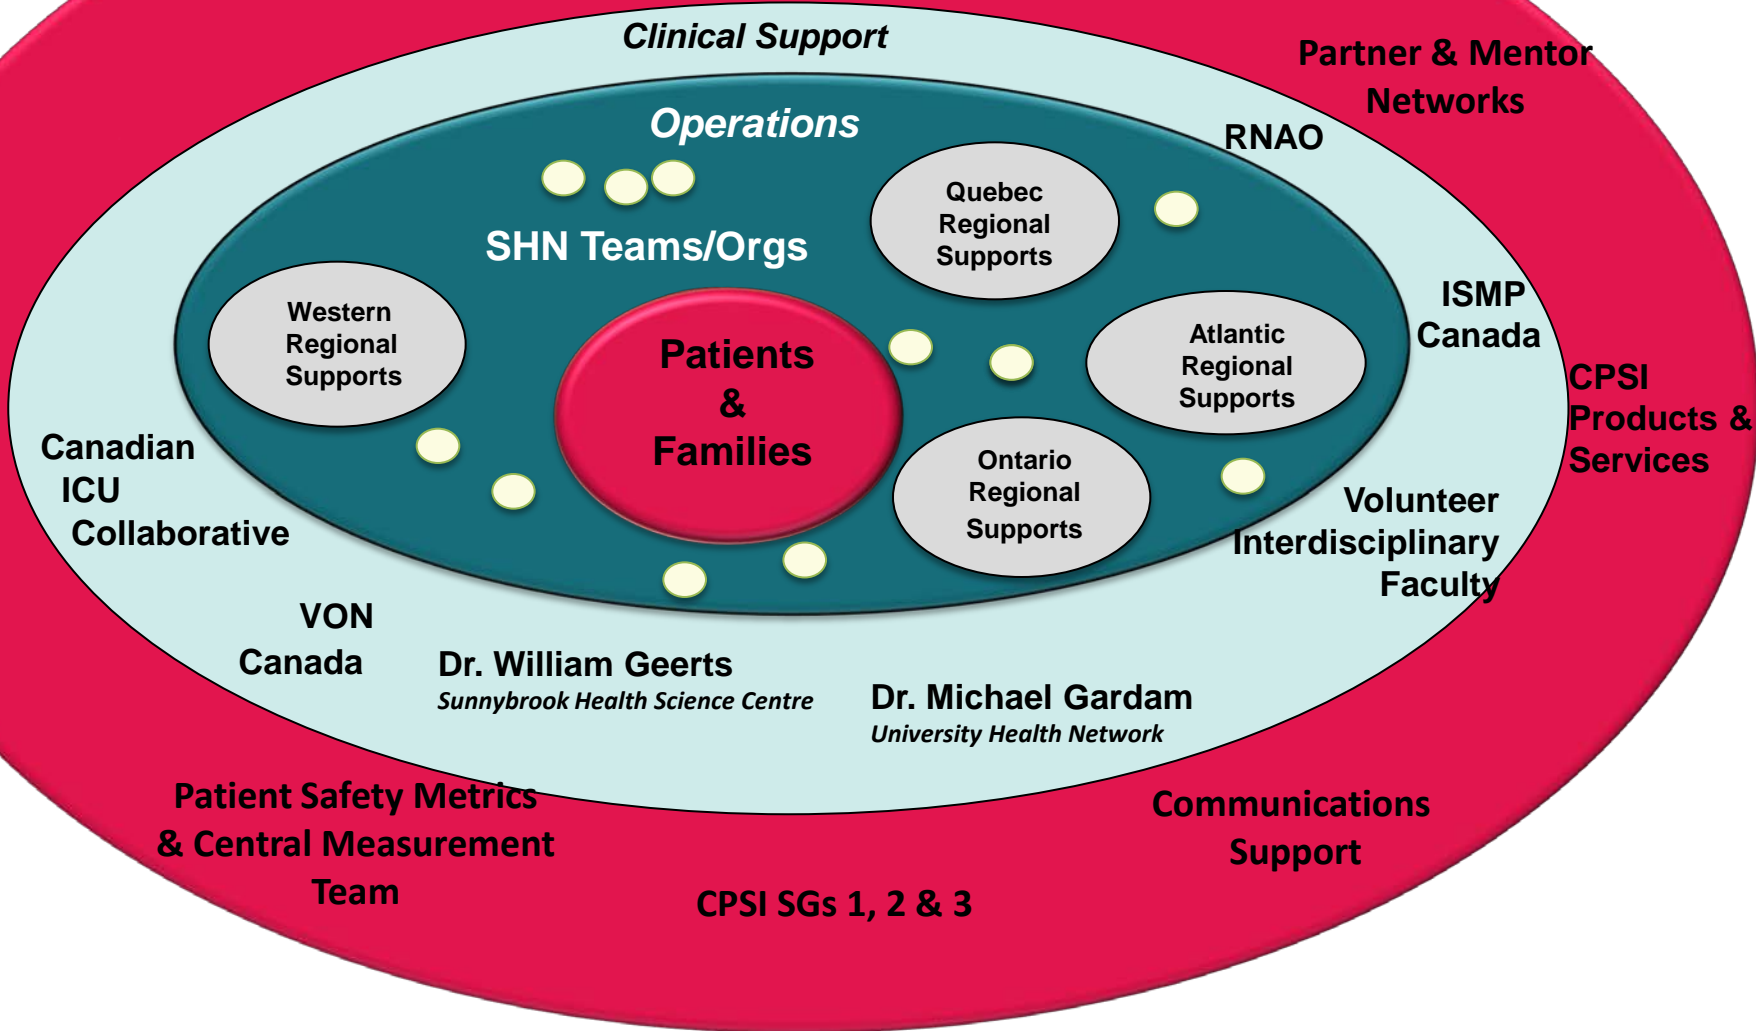 Clinical Support
Partner & Mentor
Networks
Operations
RNAO
Quebec
Regional
Supports
SHN Teams/Orgs
ISMP
Canada
Western
Regional
Supports
Atlantic
Regional
Supports
Patients
&
Families
CPSI
Products &
Services
Canadian
ICU
Collaborative
Ontario
Regional
Supports
Volunteer
Interdisciplinary
Faculty
VON
Canada
Dr. William Geerts
Sunnybrook Health Science Centre
Dr. Michael Gardam
University Health Network
Patient Safety Metrics
& Central Measurement
Team
Communications
Support
CPSI SGs 1, 2 & 3